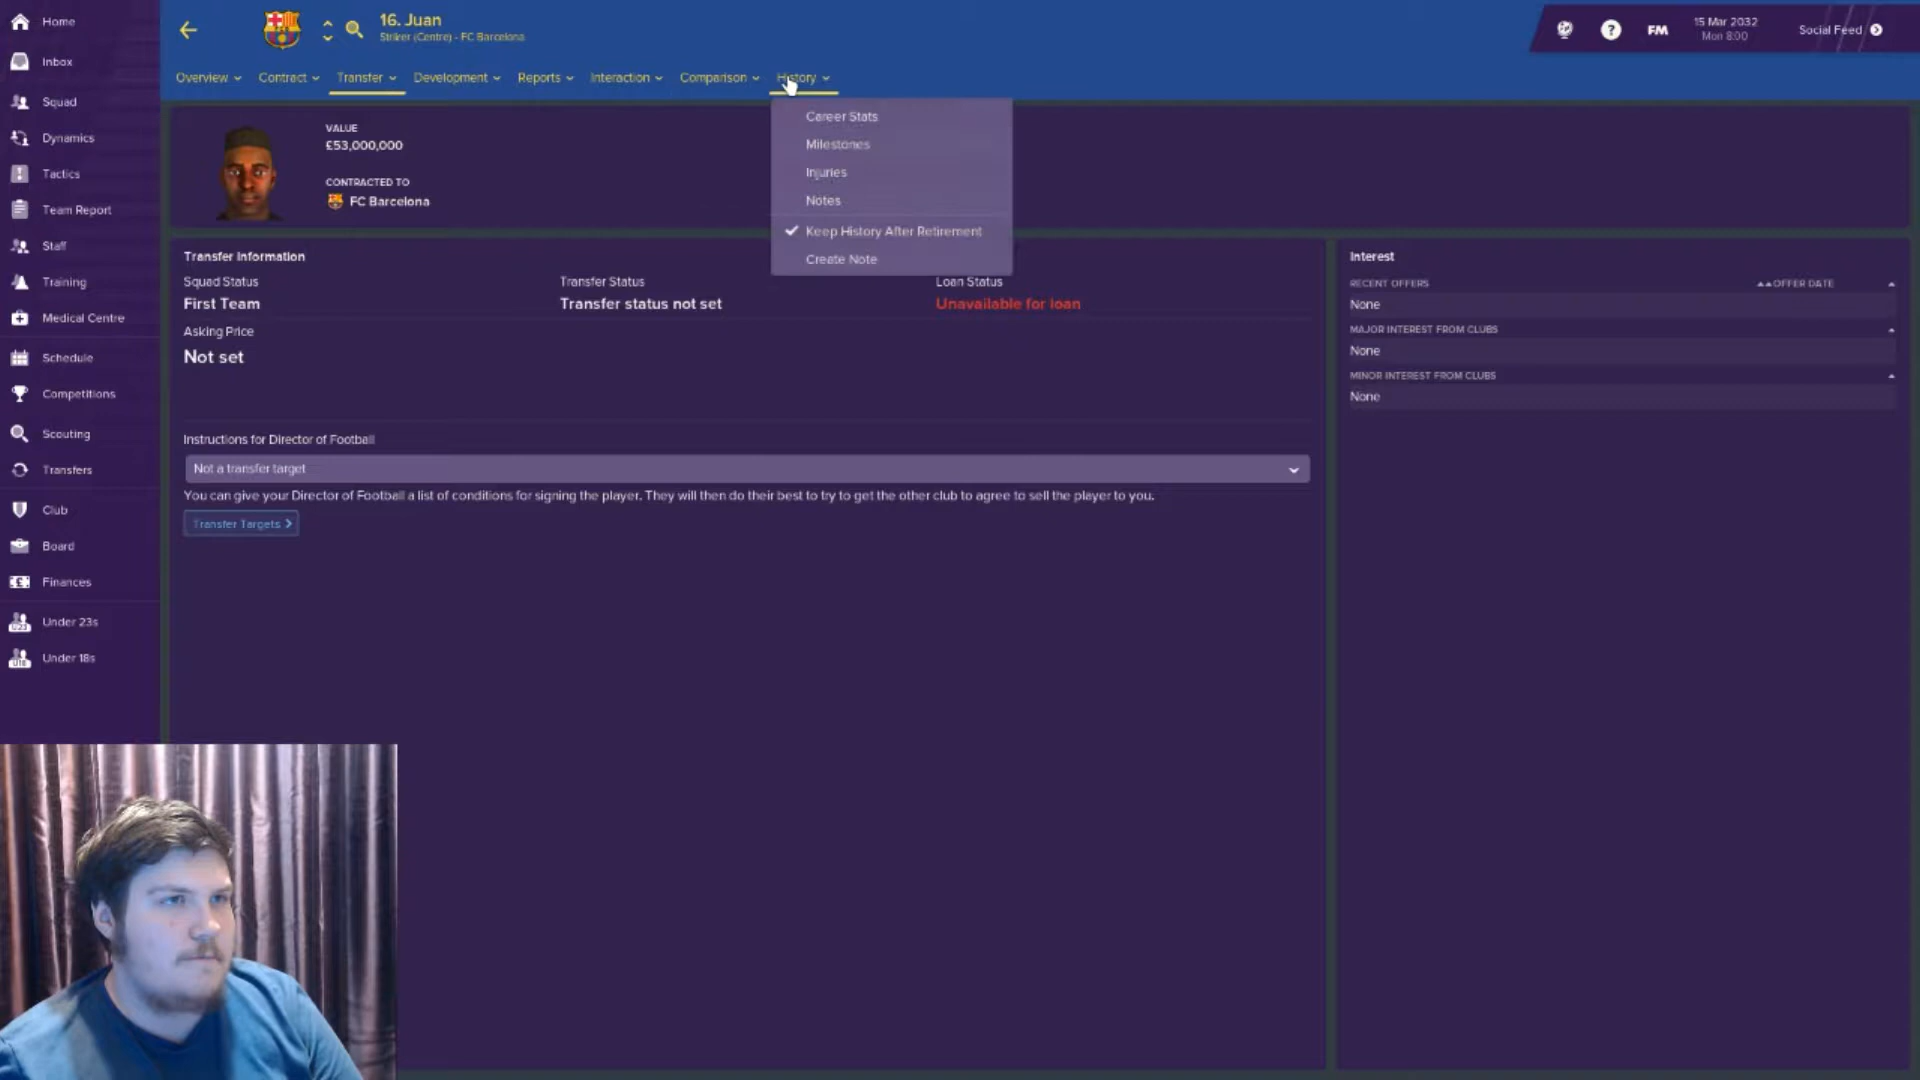 Home
Inbox
Squad
Dynamics
Tactics
Team Report
Staff
Training
Medical Centre
Schedule
Competitions
Scouting
Transfers
Club
Board
Finances
Under 23s
Under 18s
16. Juan
Striker (Centre) - FC Barcelona
FM
15 Mar 2032
Mon 8:00
Social Feed
Overview
Contract
Transfer
Development
Reports
Interaction
Comparison
History
Career Stats
Milestones
Injuries
Notes
Keep History After Retirement
Create Note
VALUE
£53,000,000
CONTRACTED TO
FC Barcelona
Transfer Information
Squad Status
First Team
Transfer Status
Transfer status not set
Loan Status
Unavailable for loan
Asking Price
Not set
Instructions for Director of Football
Not a transfer target
You can give your Director of Football a list of conditions for signing the player. They will then do their best to try to get the other club to agree to sell the player to you.
Transfer Targets
Interest
RECENT OFFERS
OFFER DATE
None
MAJOR INTEREST FROM CLUBS
None
MINOR INTEREST FROM CLUBS
None